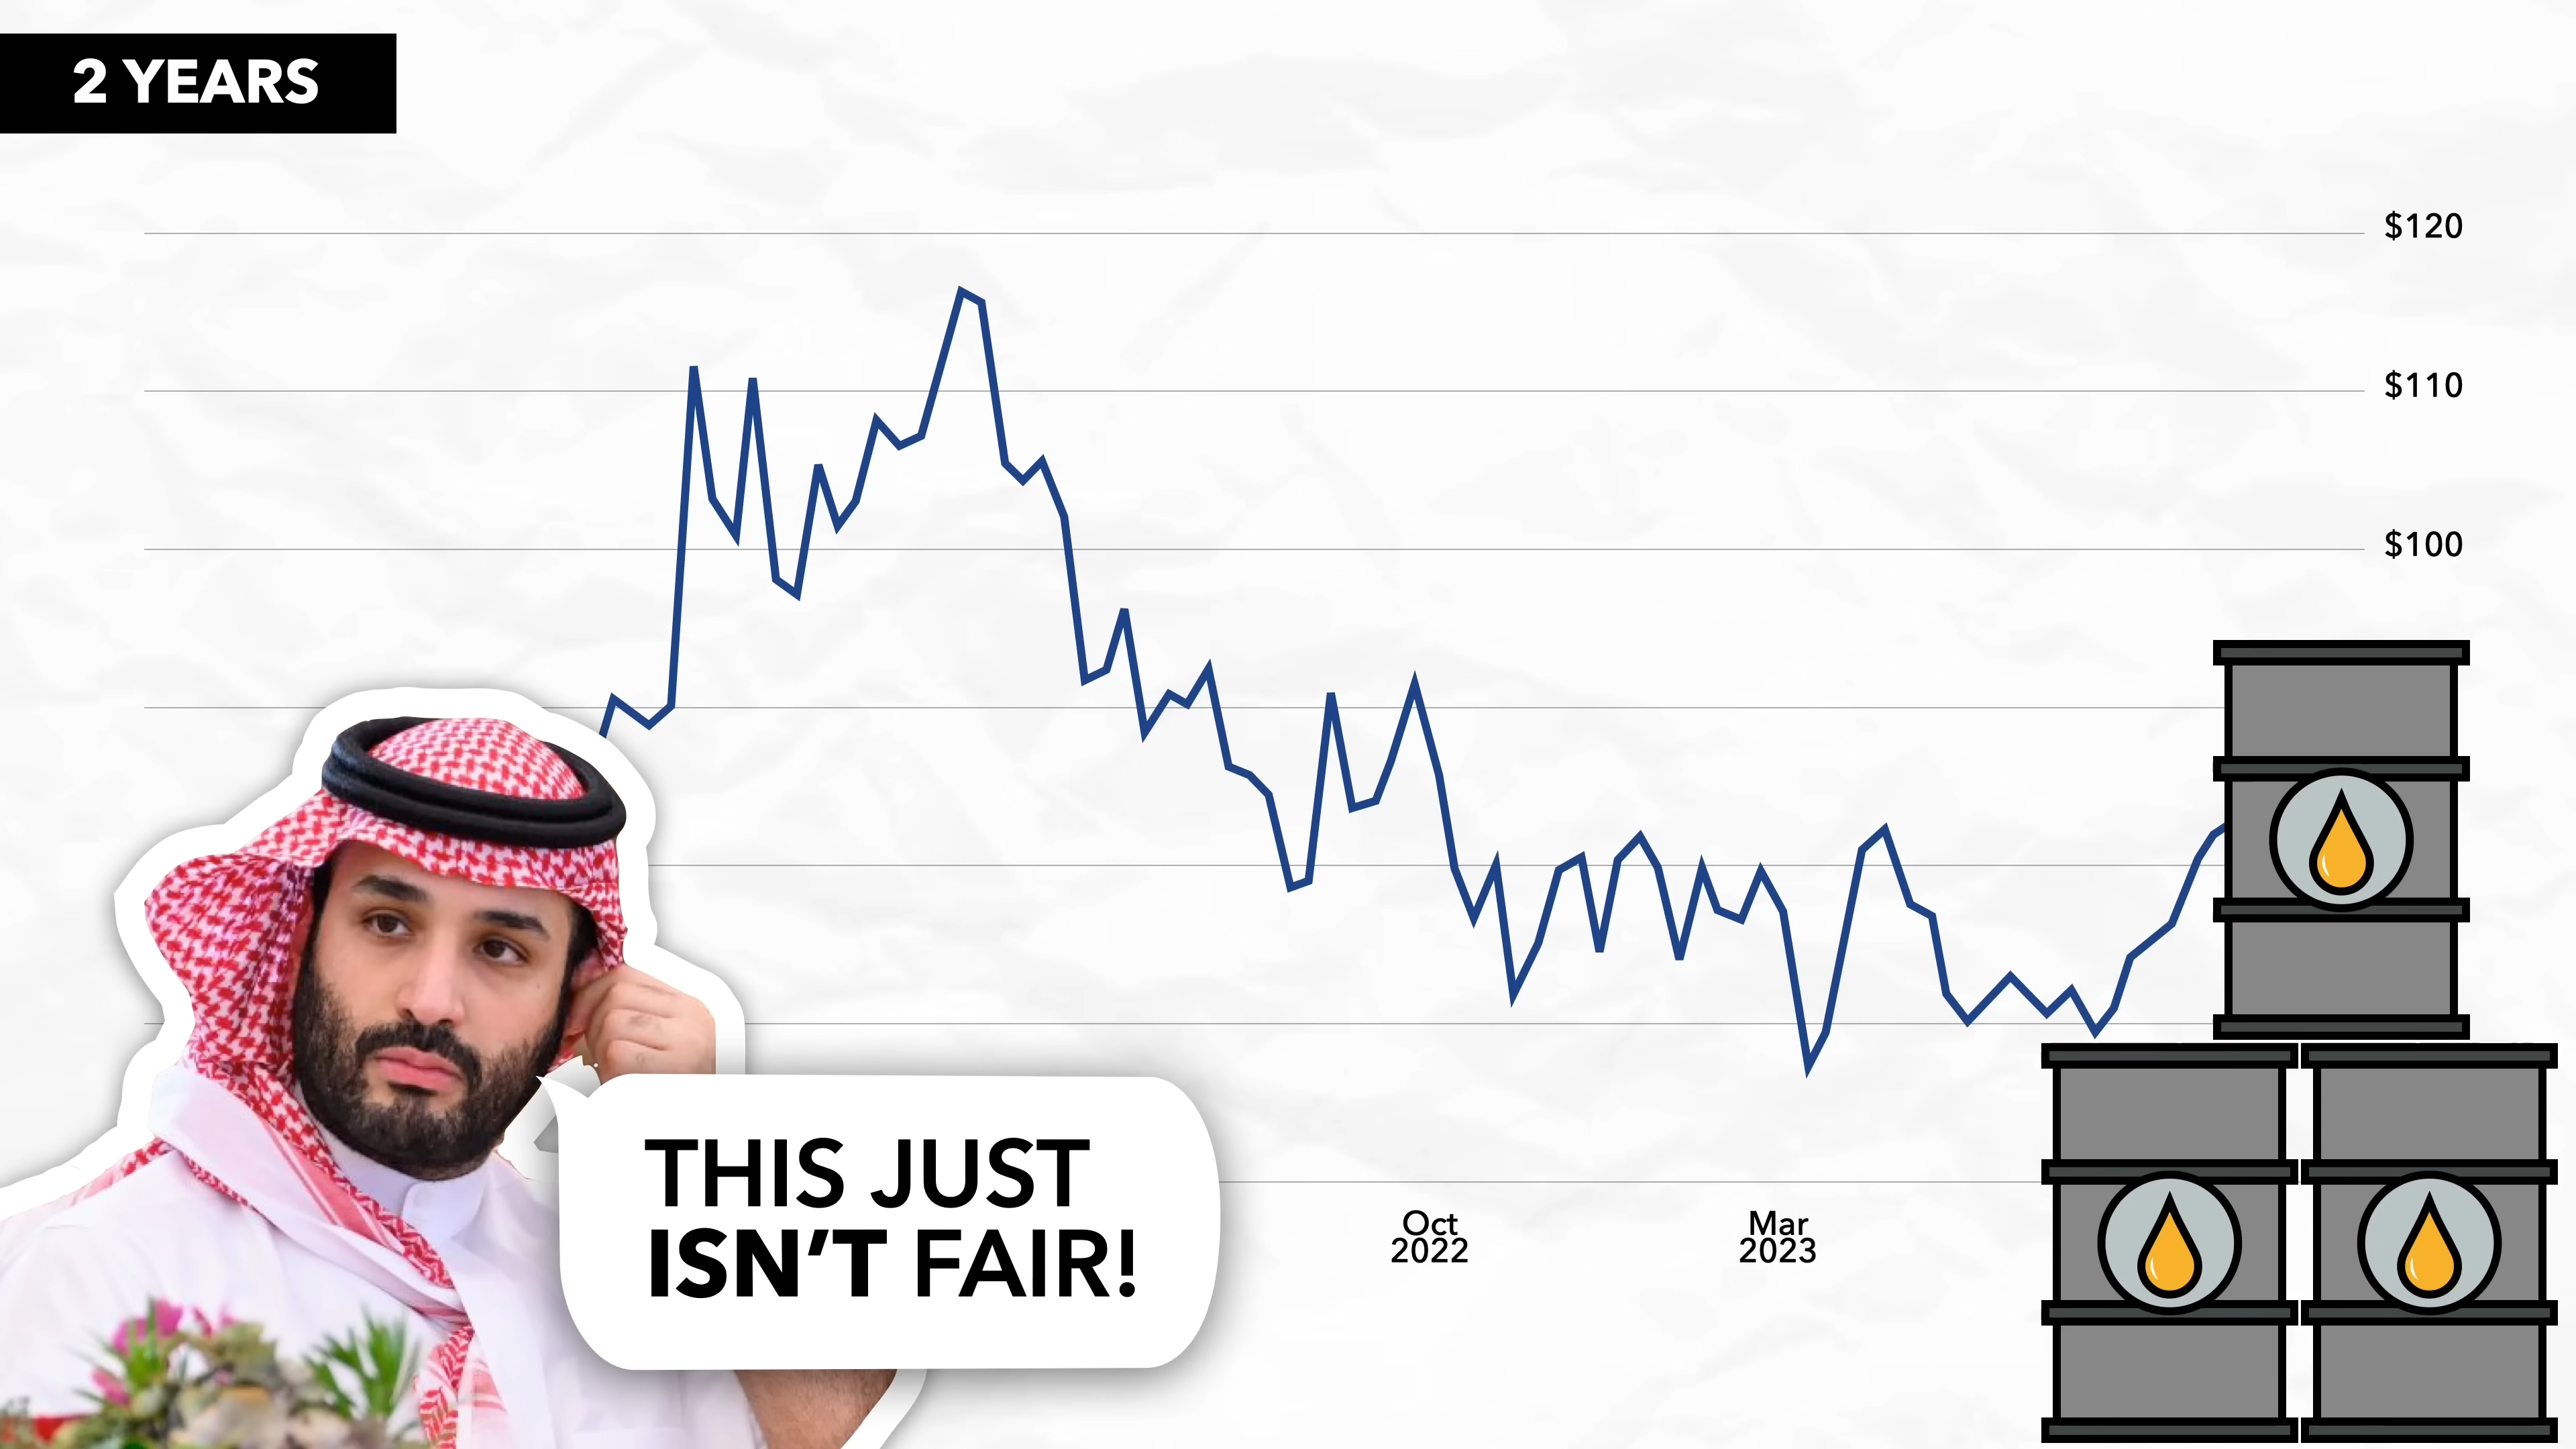 2 YEARS
$120
$110
$100
THIS JUST
ISN’T FAIR!
Oct
2022
Mar
2023